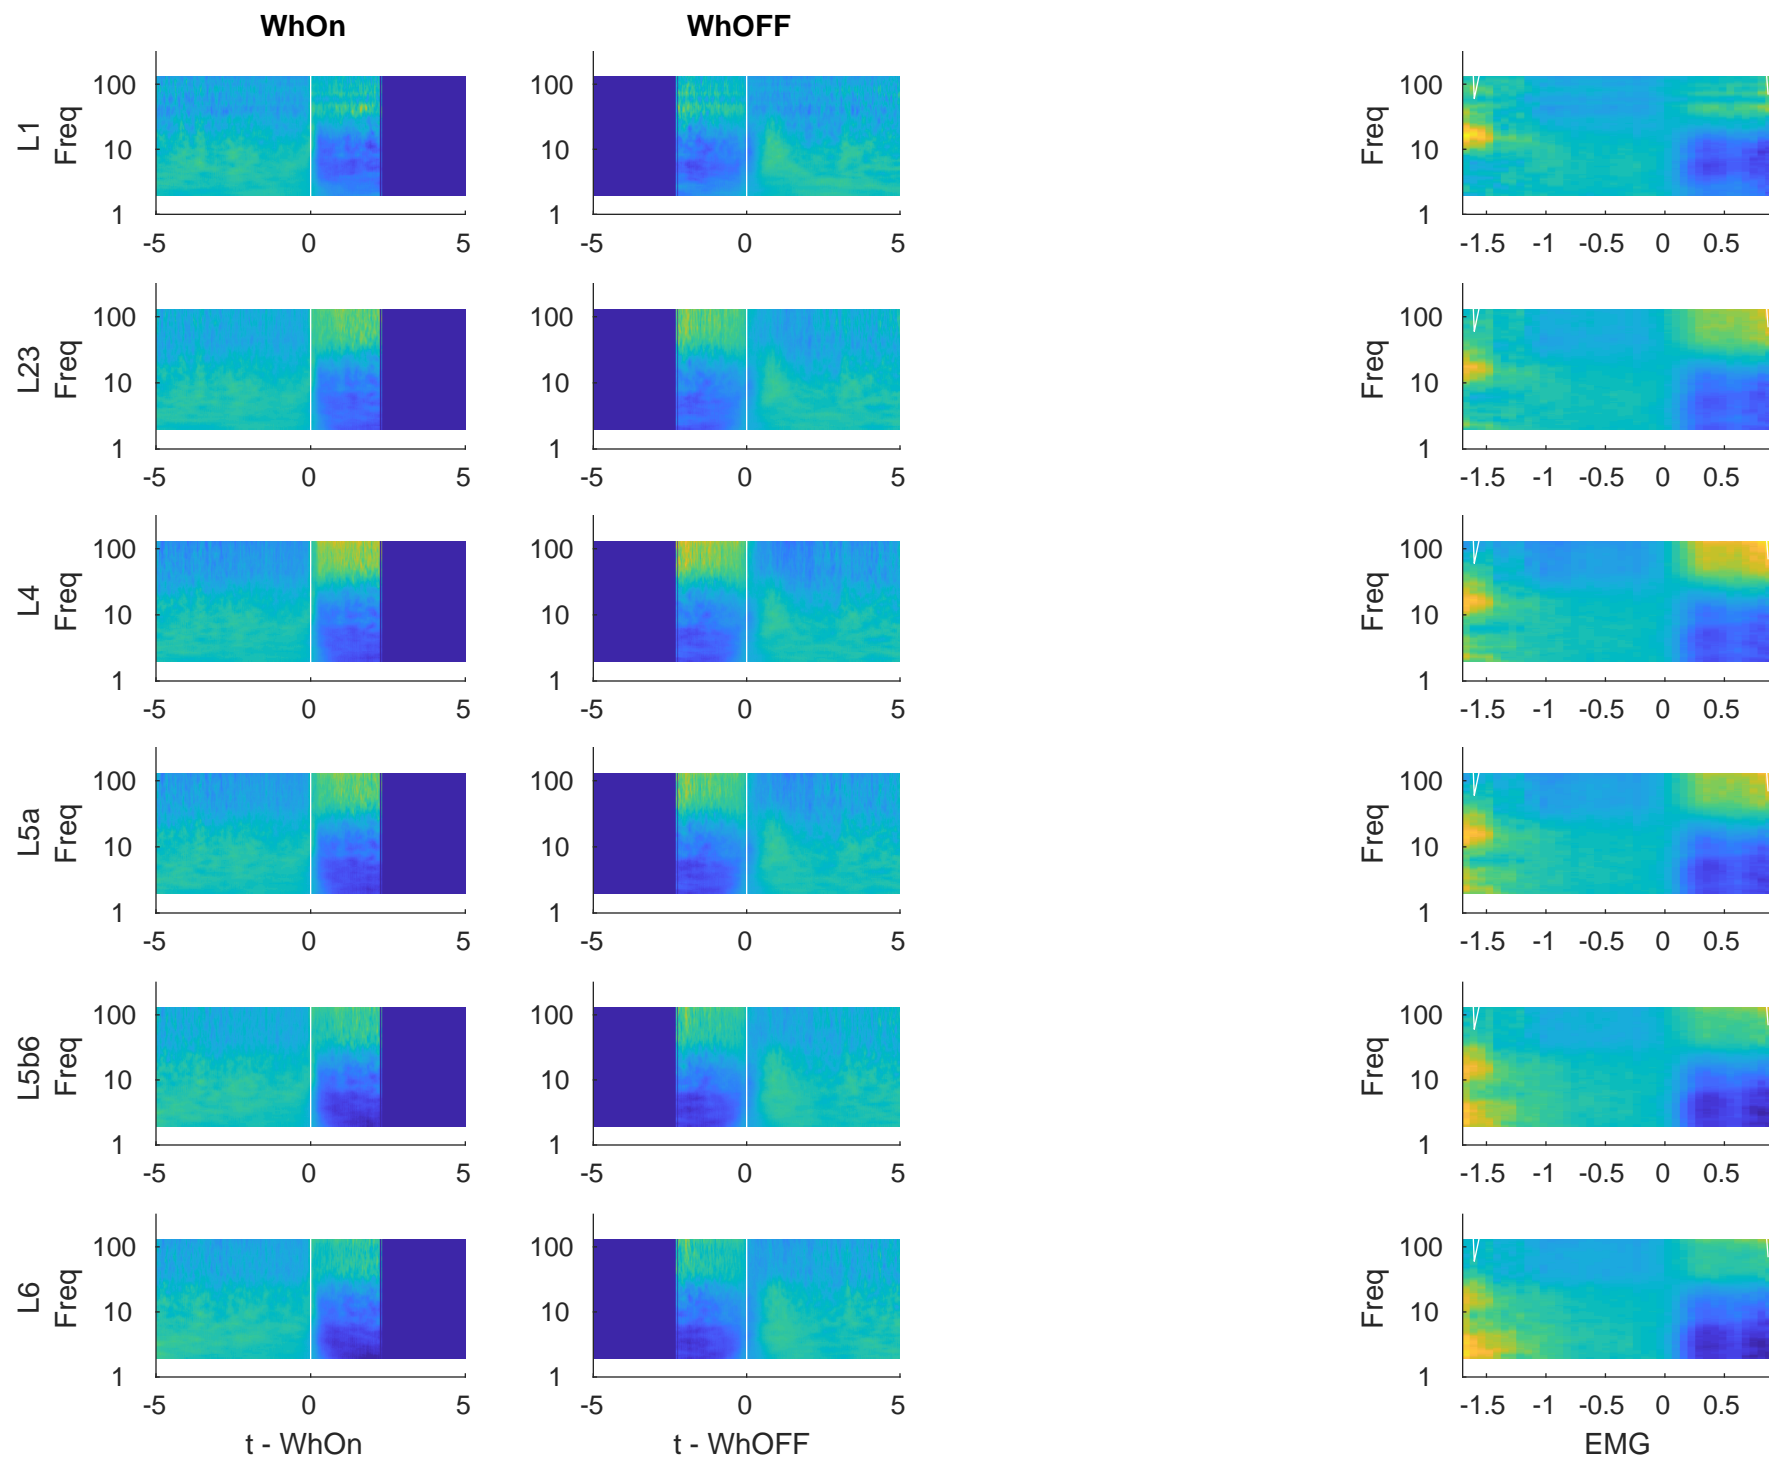 WhOn WhOFF
L1 Freq 100 10 1 100 10 1 Freq 100 10 1
-5 0 5 -5 0 5 -1.5 -1 -0.5 0 0.5
L23 Freq 100 10 1 100 10 1 Freq 100 10 1
-5 0 5 -5 0 5 -1.5 -1 -0.5 0 0.5
L4 Freq 100 10 1 100 10 1 Freq 100 10 1
-5 0 5 -5 0 5 -1.5 -1 -0.5 0 0.5
L5a Freq 100 10 1 100 10 1 Freq 100 10 1
-5 0 5 -5 0 5 -1.5 -1 -0.5 0 0.5
L5b6 Freq 100 10 1 100 10 1 Freq 100 10 1
-5 0 5 -5 0 5 -1.5 -1 -0.5 0 0.5
L6 Freq 100 10 1 100 10 1 Freq 100 10 1
-5 0 5 -5 0 5 -1.5 -1 -0.5 0 0.5
t - WhOn t - WhOFF EMG